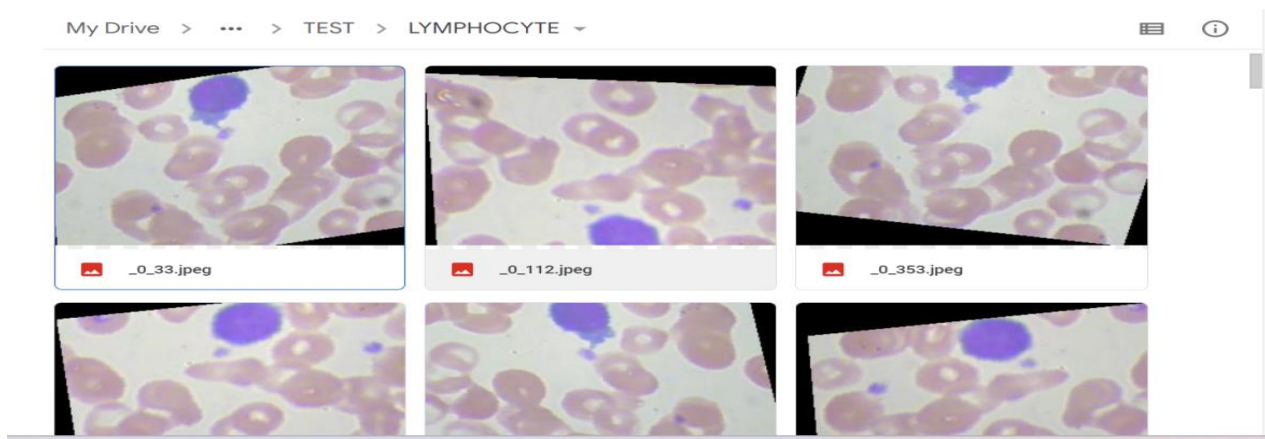 My Drive > ••• > TEST > LYMPHOCYTE
_0_33.jpeg
_0_112.jpeg
_0_353.jpeg